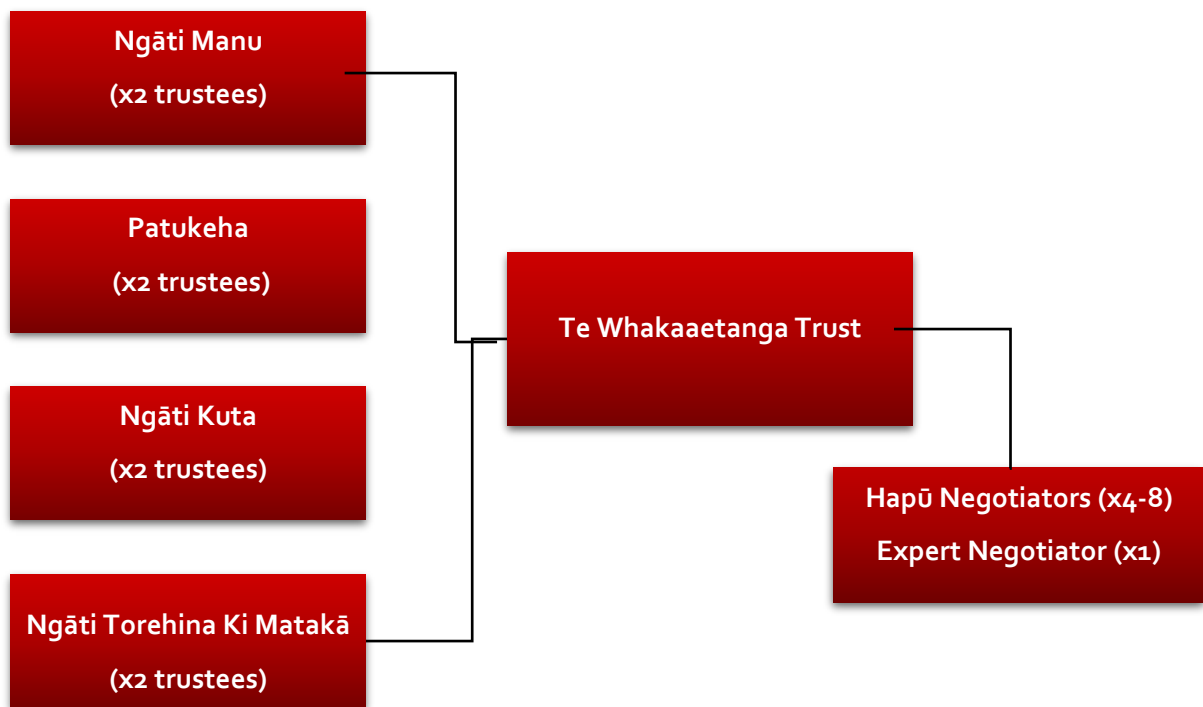 Ngāti Manu
(x2 trustees)
Patukeha
(x2 trustees)
Ngāti Kuta
(x2 trustees)
Ngāti Torehina Ki Matakā
(x2 trustees)
Te Whakaaetanga Trust
Hapū Negotiators (x4-8)
Expert Negotiator (x1)